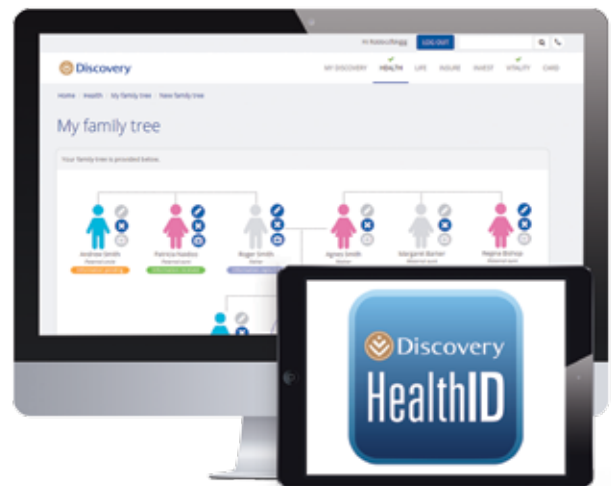 LOG OUT
Discovery
MY DISCOVERY HEALTH LIFE INSURE INVEST VITALITY CARD
Home Health My family tree New family tree
My family tree
Your family tree is provided below.
Andrew Smith
Roger Smith
Agnes Smith
Margaret Barker
Regina Bishop
Discovery
HealthID